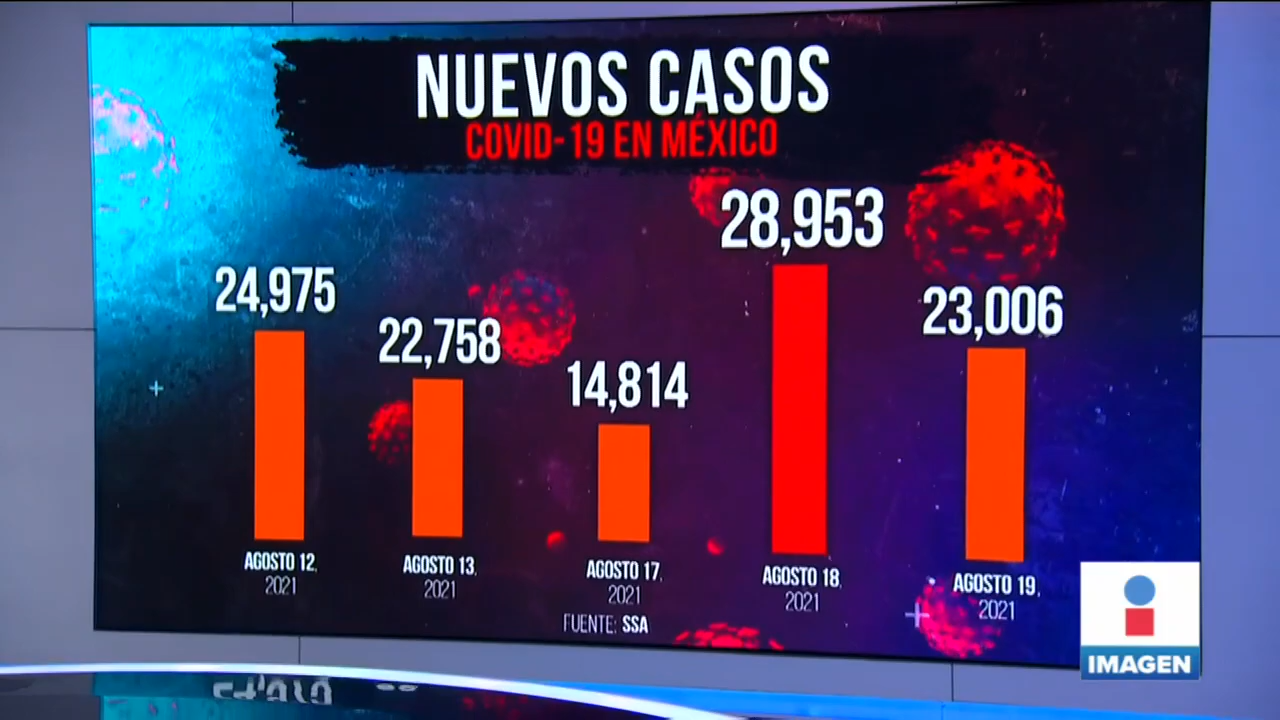 NUEVOS CASOS
COVID-19 EN MÉXICO
24,975
22,758
14,814
28,953
23,006
AGOSTO 12,
2021
AGOSTO 13,
2021
AGOSTO 17,
2021
AGOSTO 18,
2021
AGOSTO 19,
2021
FUENTE: SSA
IMAGEN